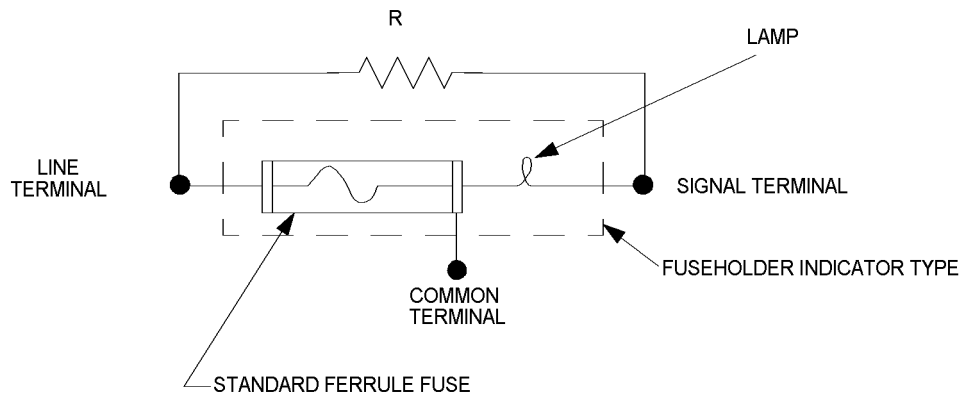 R
LAMP
LINE
TERMINAL
SIGNAL TERMINAL
FUSEHOLDER INDICATOR TYPE
COMMON
TERMINAL
STANDARD FERRULE FUSE